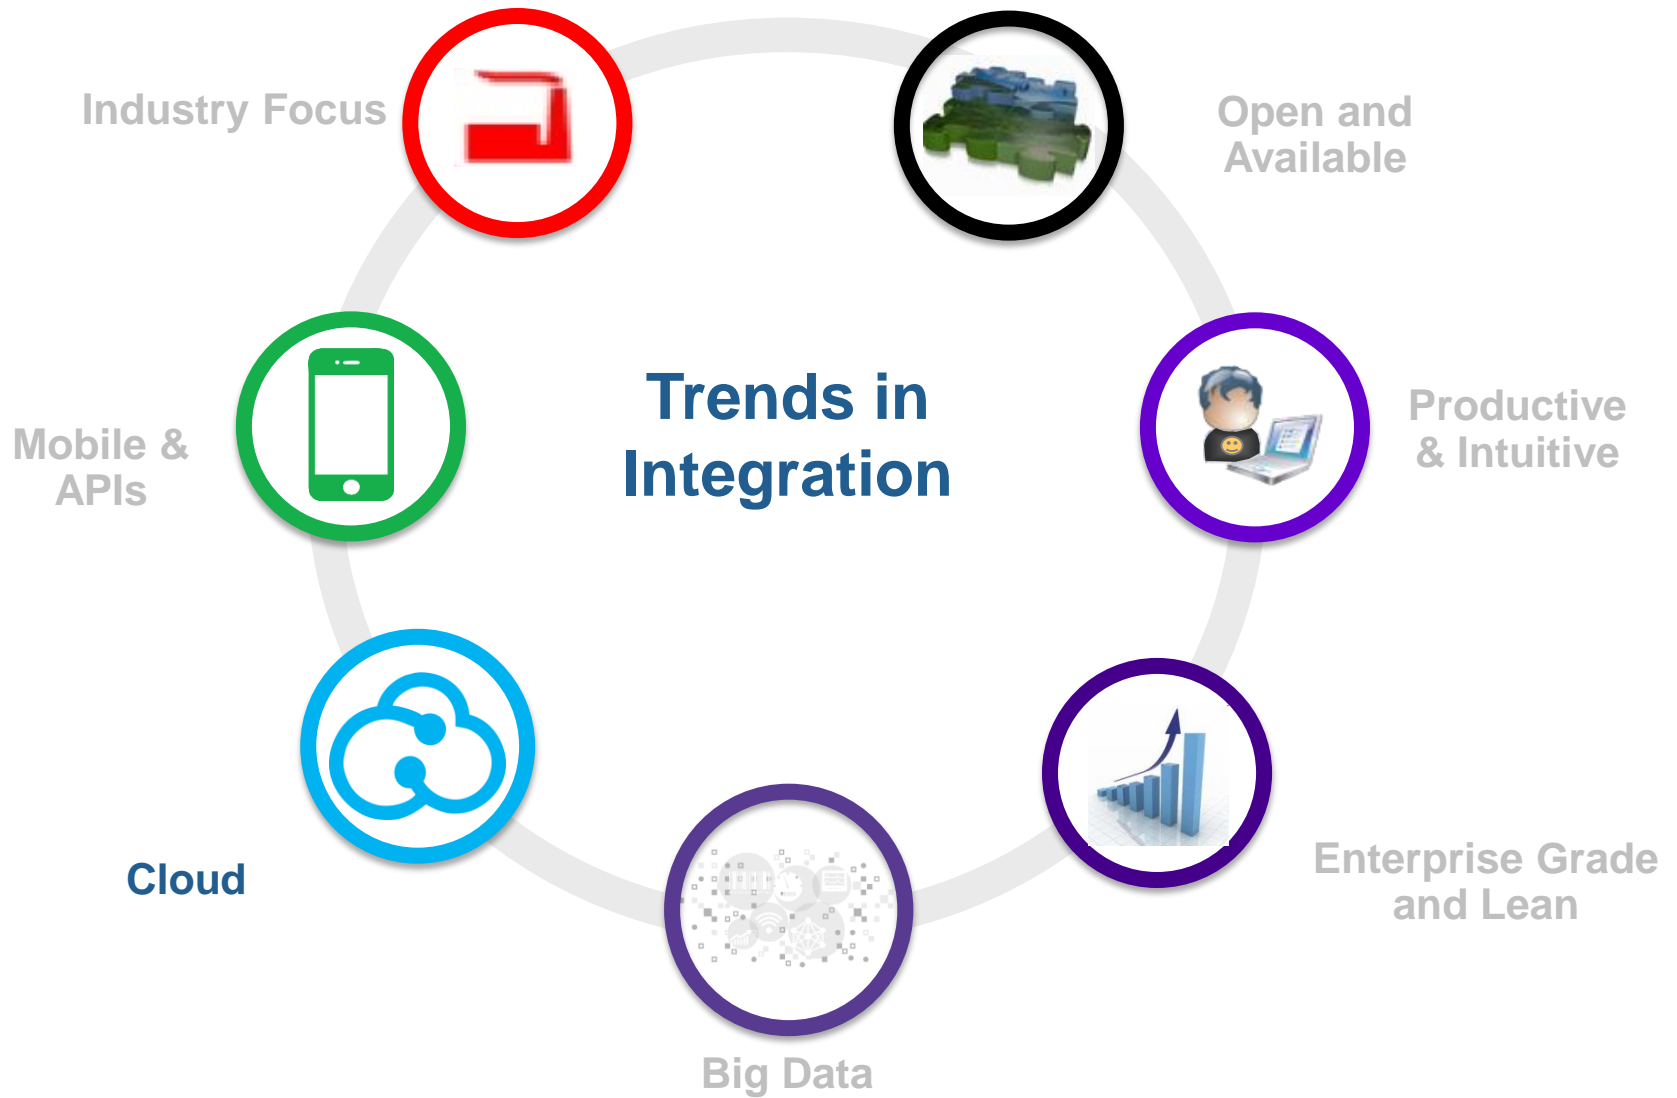 Industry Focus
Open and
Available
Trends in
Integration
Productive
& Intuitive
Mobile &
APIs
Cloud
Enterprise Grade
and Lean
Big Data